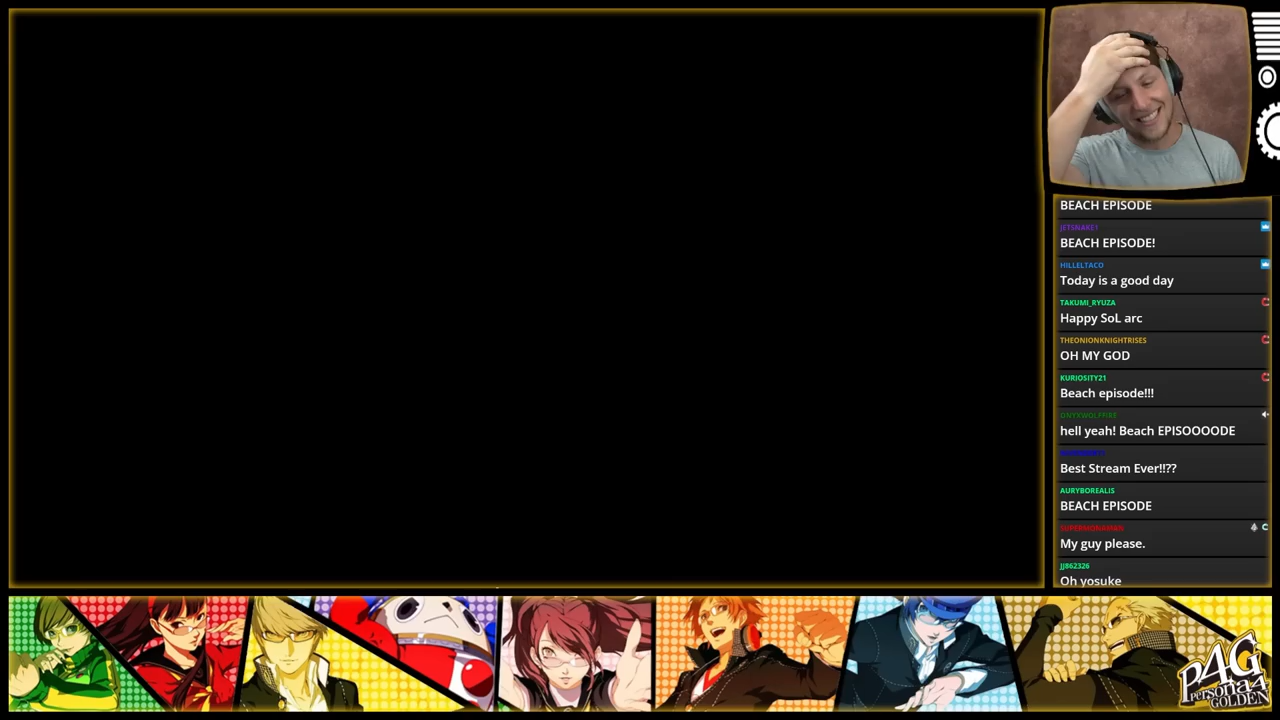 BEACH EPISODE
JETSNAKE1
BEACH EPISODE!
HILLELTACO
Today is a good day
TAKUMI_RYUZA
Happy SoL arc
THEONIONKNIGHTRISES
OH MY GOD
KURIOSITY21
Beach episode!!!
ONYXWOLFFIRE
hell yeah! Beach EPISOOOODE
Best Stream Ever!!??
AURYBOREALIS
BEACH EPISODE
My guy please.
JJ862326
Oh yosuke
P4G
Persona4
GOLDEN